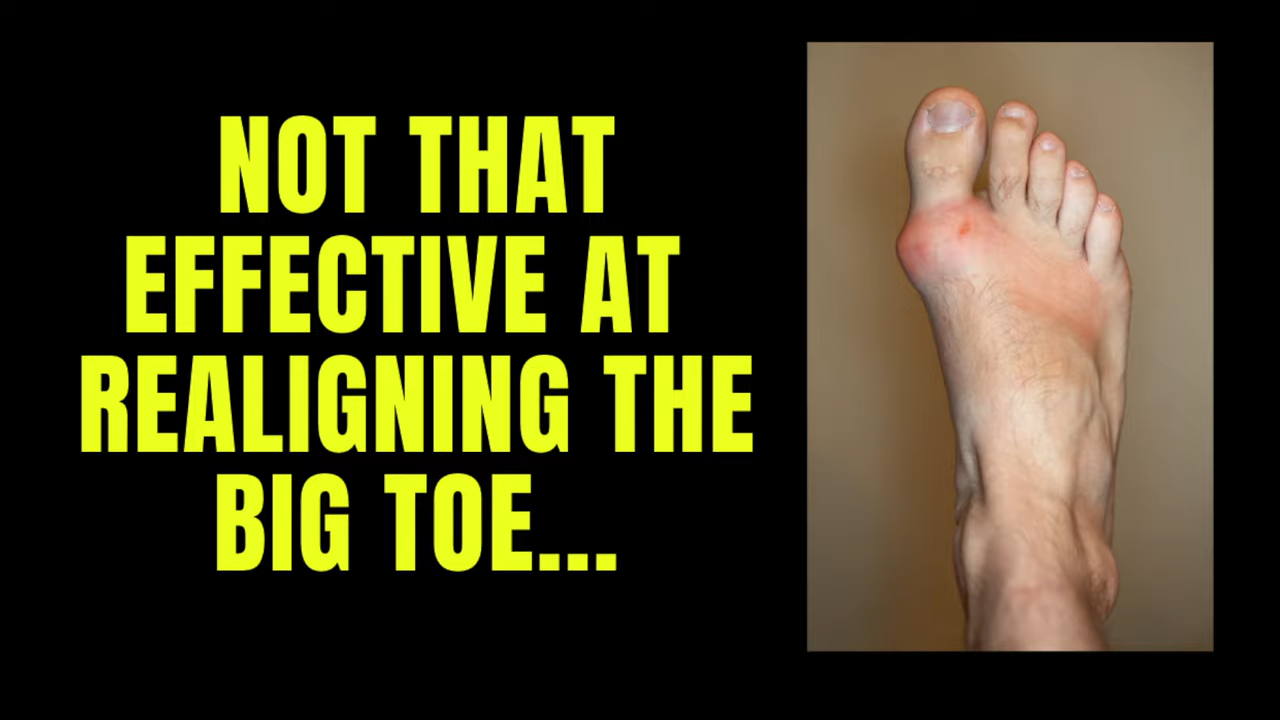 NOT THAT
EFFECTIVE AT
REALIGNING THE
BIG TOE...